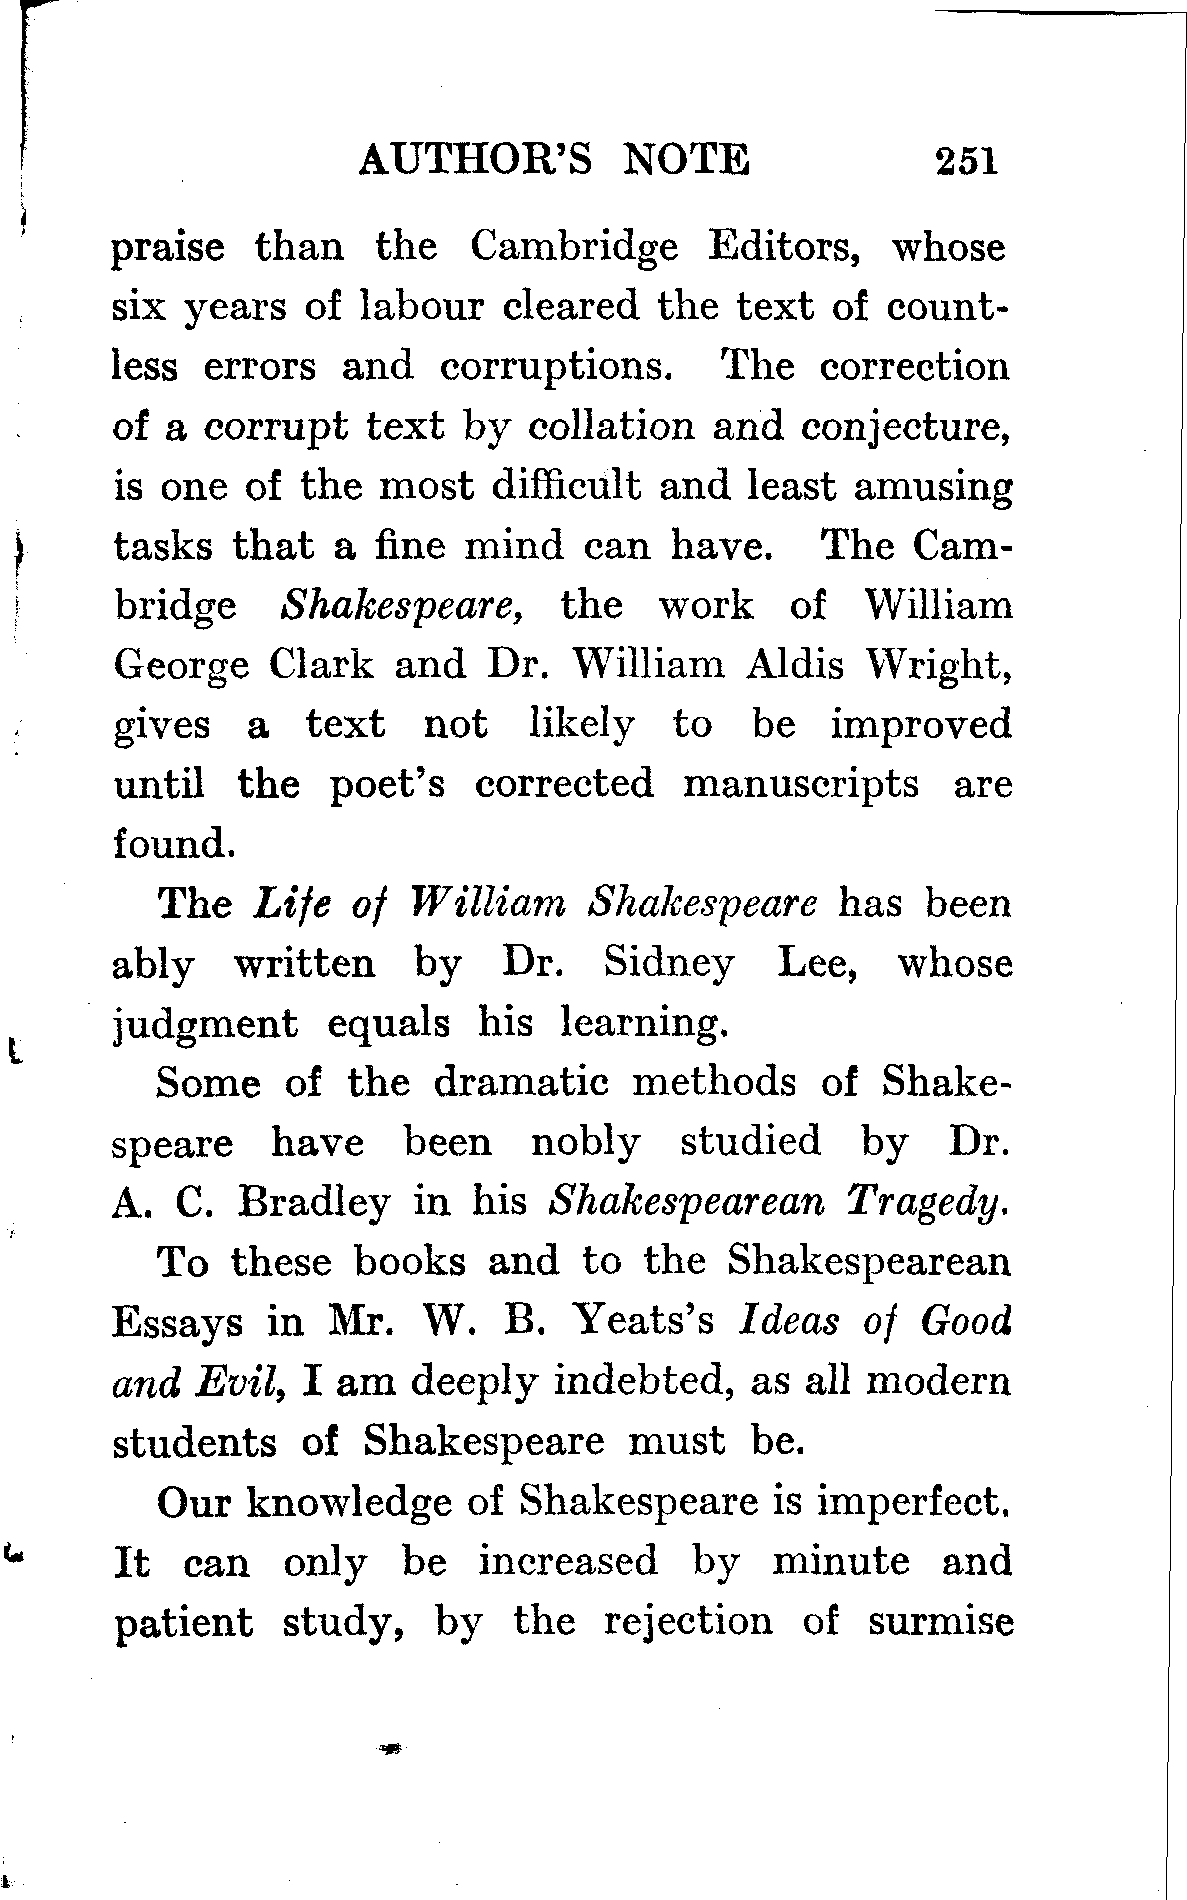 AUTHOR'S NOTE 251
praise than the Cambridge Editors, whose
six years of labour cleared the text of count-
less errors and corruptions. The correction
of a corrupt text by collation and conjecture,
is one of the most difficult and least amusing
tasks that a fine mind can have. The Cam-
bridge Shakespeare, the work of William
George Clark and Dr. William Aldis Wright,
gives a text not likely to be improved
until the poet's corrected manuscripts are
found.
The Life of William Shakespeare has been
ably written by Dr. Sidney Lee, whose
judgment equals his learning.
Some of the dramatic methods of Shake-
speare have been nobly studied by Dr.
A. C. Bradley in his Shakespearean Tragedy.
To these books and to the Shakespearean
Essays in Mr. W. B. Yeats's Ideas of Good
and Evil, I am deeply indebted, as all modern
students of Shakespeare must be.
Our knowledge of Shakespeare is imperfect.
It can only be increased by minute and
patient study, by the rejection of surmise